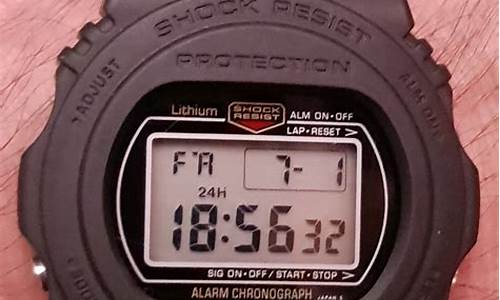 SHOCK RESIST
PROTECTION
ADJUST
Lithium
SHOCK RESIST
ALM ON·OFF
LAP·RESET
FR 7-1
24H
18:56 32
SIG ON·OFF/START·STOP
ALARM CHRONOGRAPH